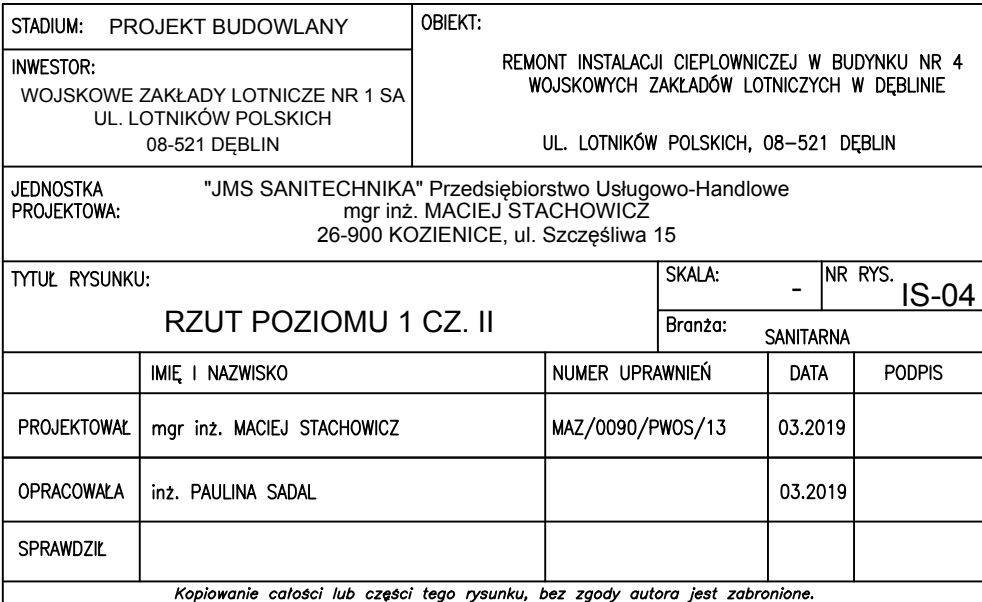 STADIUM: PROJEKT BUDOWLANY
OBIEKT:
REMONT INSTALACJI CIEPLOWNICZEJ W BUDYNKU NR 4
WOJSKOWYCH ZAKŁADÓW LOTNICZYCH W DĘBLINIE
UL. LOTNIKÓW POLSKICH, 08-521 DĘBLIN
INWESTOR:
WOJSKOWE ZAKŁADY LOTNICZE NR 1 SA
UL. LOTNIKÓW POLSKICH
08-521 DĘBLIN
JEDNOSTKA
PROJEKTOWA:
"JMS SANITECHNIKA" Przedsiębiorstwo Usługowo-Handlowe
mgr inż. MACIEJ STACHOWICZ
26-900 KOZIENICE, ul. Szczęśliwa 15
TYTUŁ RYSUNKU:
RZUT POZIOMU 1 CZ. II
SKALA: -
NR RYS. IS-04
Branża: SANITARNA
IMIĘ I NAZWISKO NUMER UPRAWNIEŃ DATA PODPIS
PROJEKTOWAŁ mgr inż. MACIEJ STACHOWICZ MAZ/0090/PWOS/13 03.2019
OPRACOWAŁA inż. PAULINA SADAL 03.2019
SPRAWDZIŁ
Kopiowanie całości lub części tego rysunku, bez zgody autora jest zabronione.